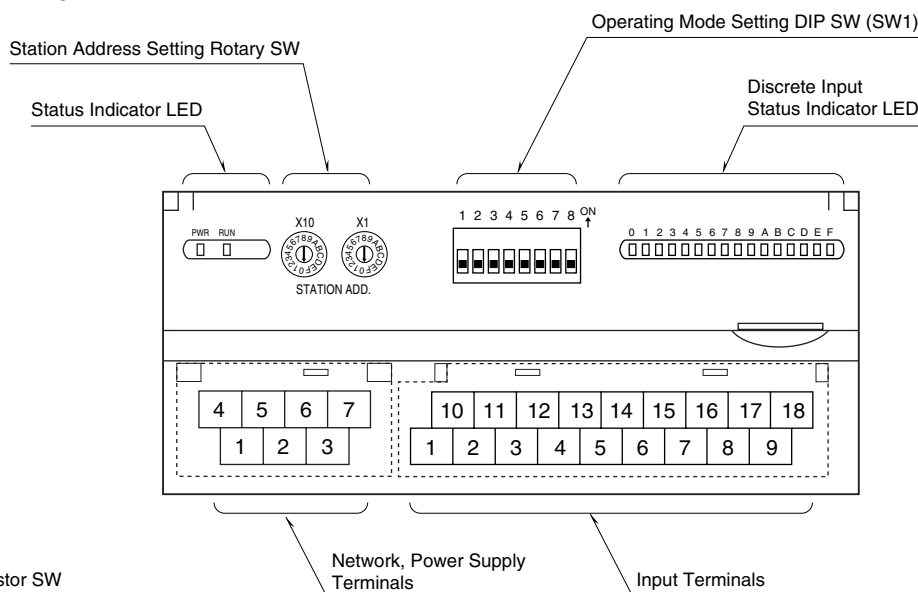 Operating Mode Setting DIP SW (SW1)
Station Address Setting Rotary SW
Discrete Input
Status Indicator LED
Status Indicator LED
1 2 3 4 5 6 7 8 ON
PWR RUN
X10 X1
0 1 2 3 4 5 6 7 8 9 A B C D E F
0123456789ABCDEF
0123456789ABCDEF
STATION ADD.
4 5 6 7
1 2 3
10 11 12 13 14 15 16 17 18
1 2 3 4 5 6 7 8 9
Network, Power Supply
Terminals
Input Terminals
stor SW